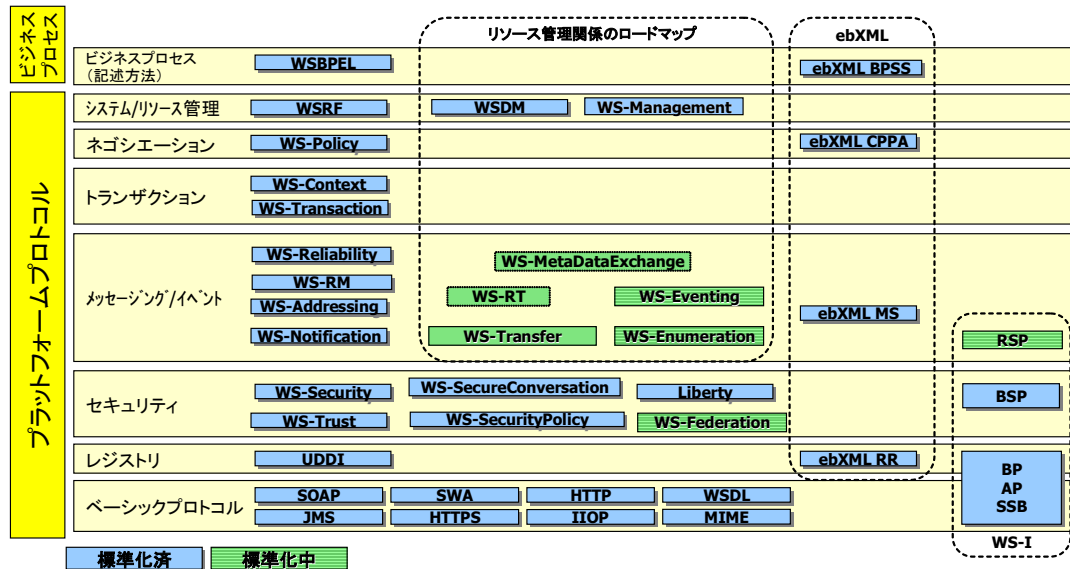 リソース管理関係のロードマップ
ebXML
ビジネス
プロセス
ビジネスプロセス
（記述方法）
WSBPEL
ebXML BPSS
プラットフォームプロトコル
システム/リソース管理
WSRF
WSDM
WS-Management
ネゴシエーション
WS-Policy
ebXML CPPA
トランザクション
WS-Context
WS-Transaction
メッセージング/イベント
WS-Reliability
WS-RM
WS-Addressing
WS-Notification
WS-MetaDataExchange
WS-RT
WS-Eventing
WS-Transfer
WS-Enumeration
ebXML MS
RSP
セキュリティ
WS-Security
WS-SecureConversation
Liberty
WS-Trust
WS-SecurityPolicy
WS-Federation
BSP
レジストリ
UDDI
ebXML RR
ベーシックプロトコル
SOAP
SWA
HTTP
WSDL
JMS
HTTPS
IIOP
MIME
BP
AP
SSB
WS-I
標準化済
標準化中